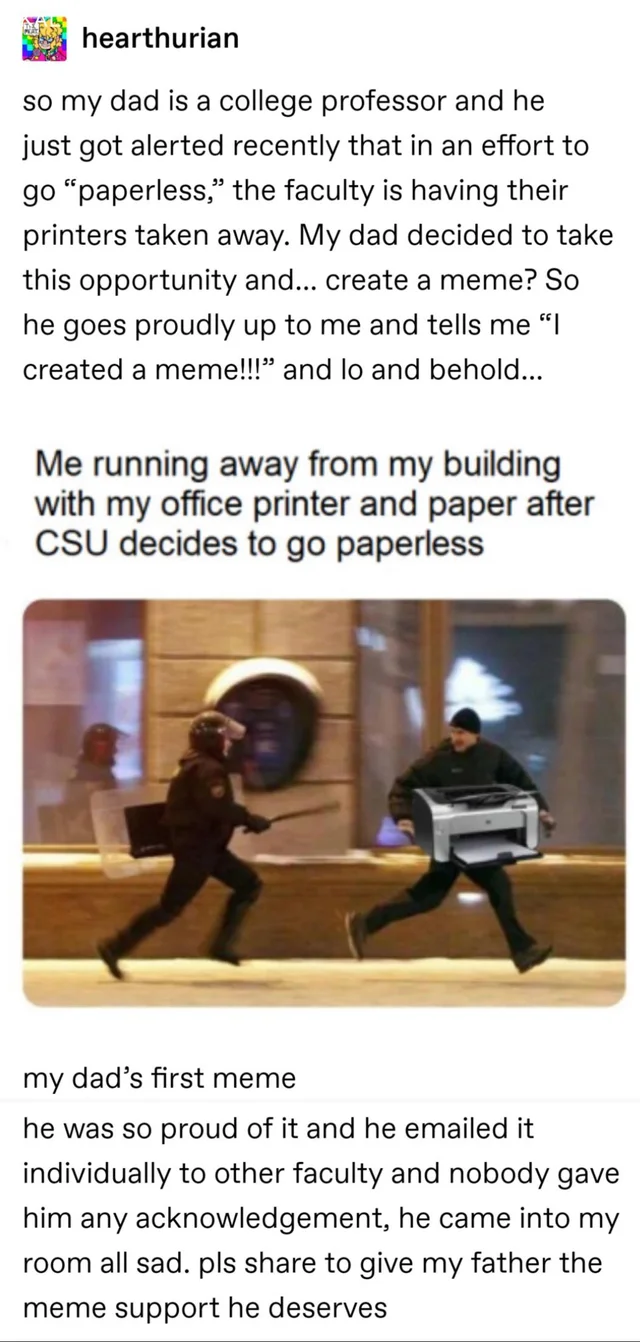 hearthurian
so my dad is a college professor and he
just got alerted recently that in an effort to
go “paperless,” the faculty is having their
printers taken away. My dad decided to take
this opportunity and... create a meme? So
he goes proudly up to me and tells me “I
created a meme!!!” and lo and behold...
Me running away from my building
with my office printer and paper after
CSU decides to go paperless
my dad’s first meme
he was so proud of it and he emailed it
individually to other faculty and nobody gave
him any acknowledgement, he came into my
room all sad. pls share to give my father the
meme support he deserves